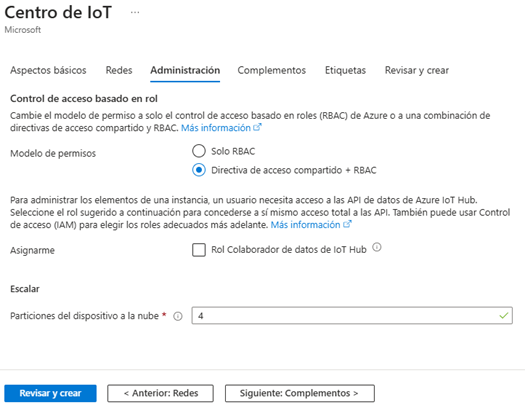 Centro de IoT ...
Microsoft
Aspectos básicos Redes Administración Complementos Etiquetas Revisar y crear
Control de acceso basado en rol
Cambie el modelo de permiso a solo el control de acceso basado en roles (RBAC) de Azure o a una combinación de
directivas de acceso compartido y RBAC. Más información
Modelo de permisos
Solo RBAC
Directiva de acceso compartido + RBAC
Para administrar los elementos de una instancia, un usuario necesita acceso a las API de datos de Azure IoT Hub.
Seleccione el rol sugerido a continuación para concederse a sí mismo acceso total a las API. También puede usar Control
de acceso (IAM) para elegir los roles adecuados más adelante. Más información
Asignarme
Rol Colaborador de datos de IoT Hub
Escalar
Particiones del dispositivo a la nube * 4
Revisar y crear < Anterior: Redes Siguiente: Complementos >